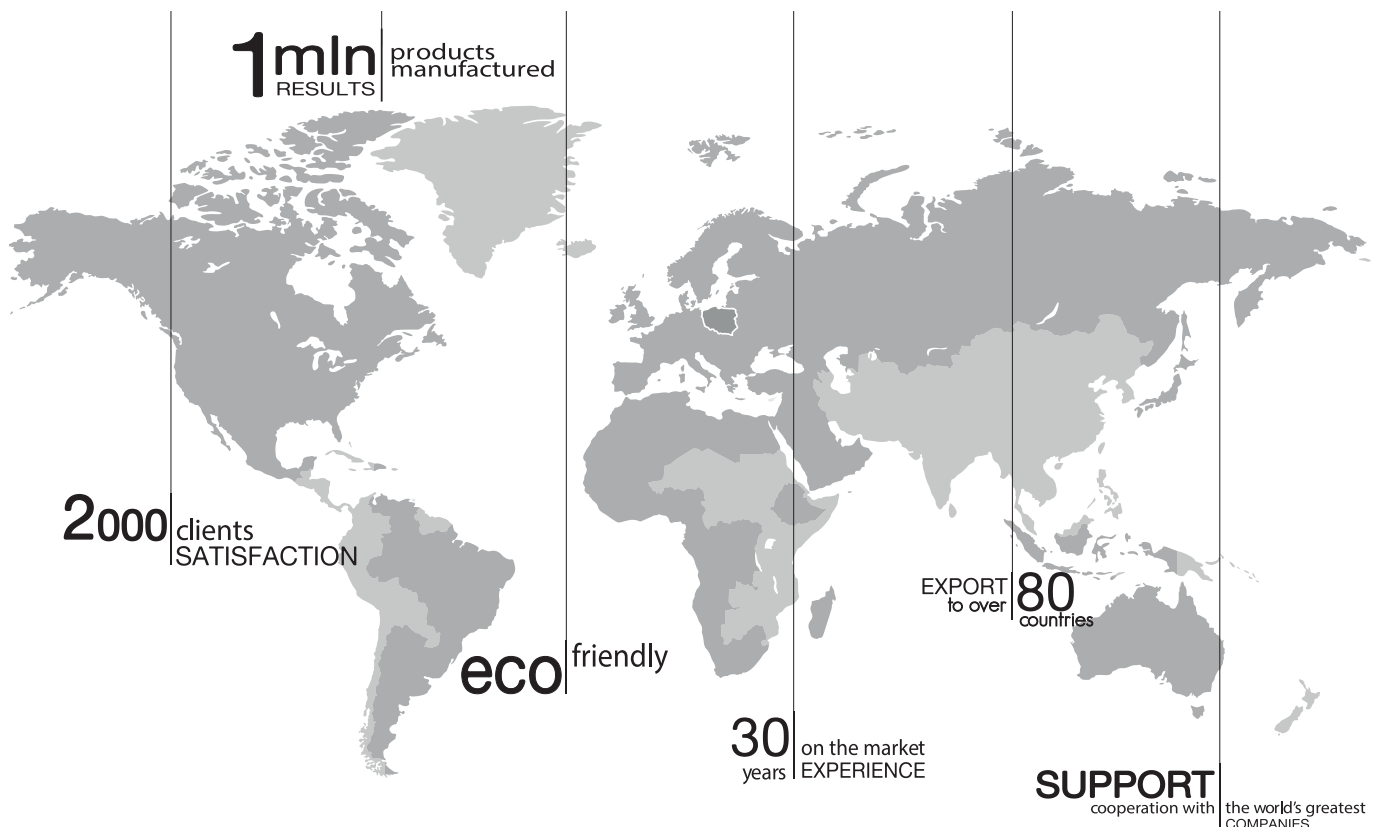 1mln
RESULTS
products
manufactured
2000
clients
SATISFACTION
eco
friendly
EXPORT
to over
80
countries
30
years
on the market
EXPERIENCE
SUPPORT
cooperation with
the world's greatest
COMPANIES